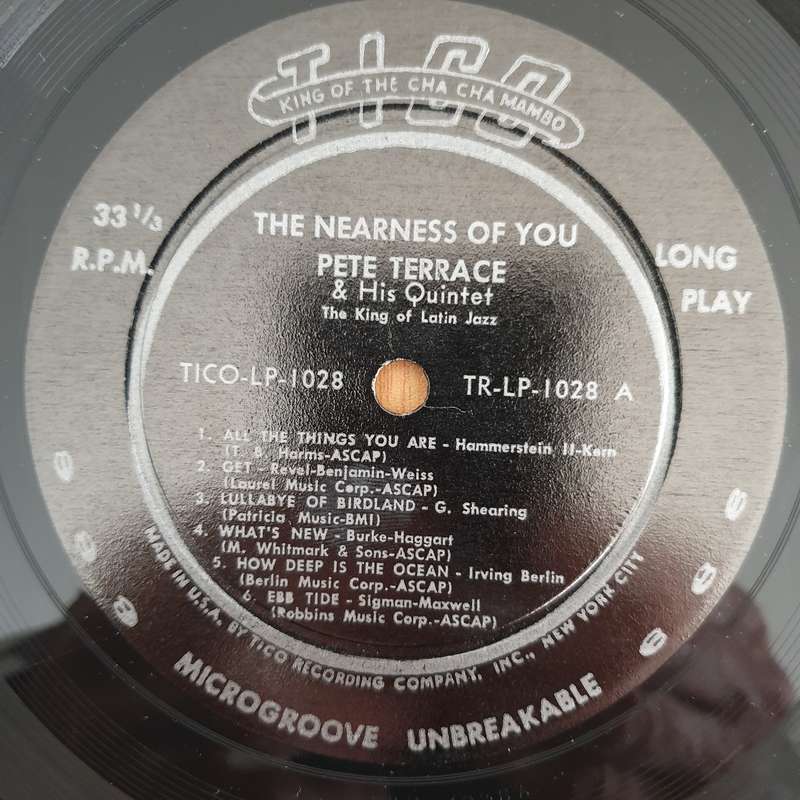 TICO
KING OF THE CHA CHA MAMBO
33 1/3
R.P.M.
LONG
PLAY
THE NEARNESS OF YOU
PETE TERRACE
& His Quintet
The King of Latin Jazz
TICO-LP-1028
TR-LP-1028 A
1. ALL THE THINGS YOU ARE - Hammerstein II-Kern
(T. B. Harms-ASCAP)
2. GET - Revel-Benjamin-Weiss
(Laurel Music Corp.-ASCAP)
3. LULLABYE OF BIRDLAND - G. Shearing
(Patricia Music-BMI)
4. WHAT'S NEW - Burke-Haggart
(M. Whitmark & Sons-ASCAP)
5. HOW DEEP IS THE OCEAN - Irving Berlin
(Berlin Music Corp.-ASCAP)
6. EBB TIDE - Sigman-Maxwell
(Robbins Music Corp.-ASCAP)
MADE IN U.S.A. BY TICO RECORDING COMPANY, INC., NEW YORK CITY
MICROGROOVE UNBREAKABLE